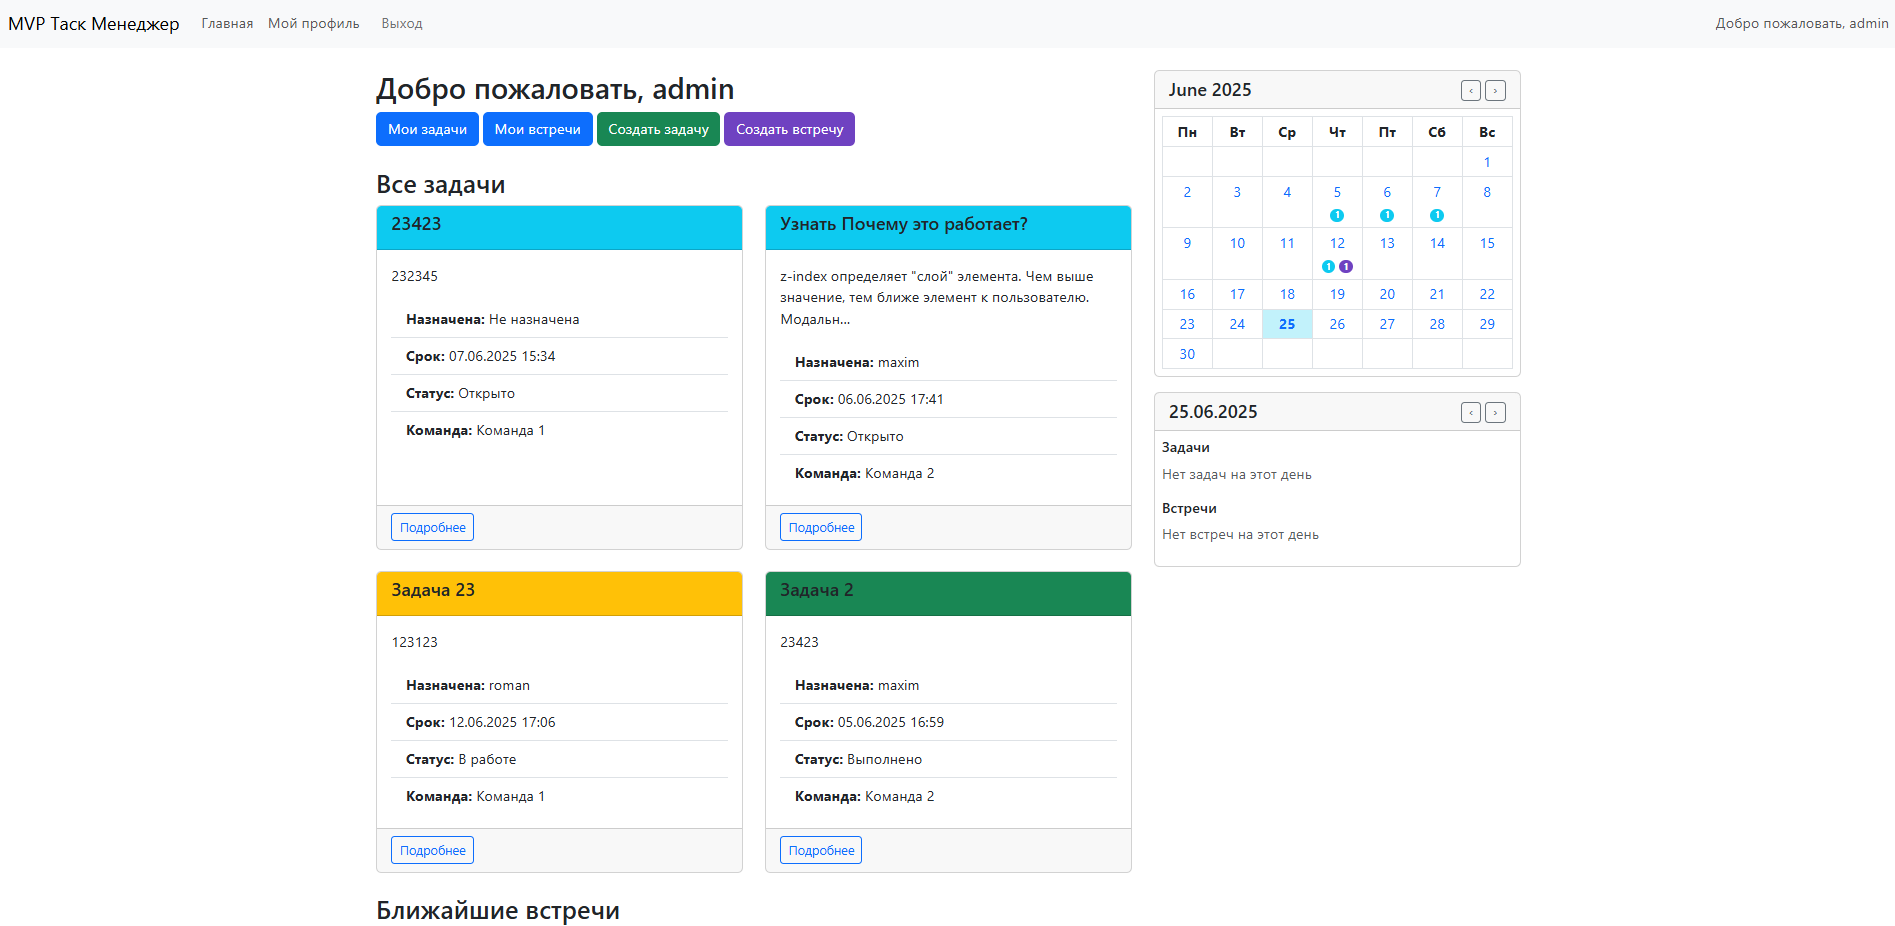 MVP Таск Менеджер Главная Мой профиль Выход Добро пожаловать, admin
Добро пожаловать, admin
Мои задачи Мои встречи Создать задачу Создать встречу
Все задачи
23423
232345
Назначена: Не назначена
Срок: 07.06.2025 15:34
Статус: Открыто
Команда: Команда 1
Подробнее
Узнать Почему это работает?
z-index определяет "слой" элемента. Чем выше
значение, тем ближе элемент к пользователю.
Модальн...
Назначена: maxim
Срок: 06.06.2025 17:41
Статус: Открыто
Команда: Команда 2
Подробнее
Задача 23
123123
Назначена: roman
Срок: 12.06.2025 17:06
Статус: В работе
Команда: Команда 1
Подробнее
Задача 2
23423
Назначена: maxim
Срок: 05.06.2025 16:59
Статус: Выполнено
Команда: Команда 2
Подробнее
Ближайшие встречи
June 2025 ‹ ›
Пн Вт Ср Чт Пт Сб Вс
1
2 3 4 5 6 7 8
1 1 1
9 10 11 12 13 14 15
1 1
16 17 18 19 20 21 22
23 24 25 26 27 28 29
30
25.06.2025 ‹ ›
Задачи
Нет задач на этот день
Встречи
Нет встреч на этот день